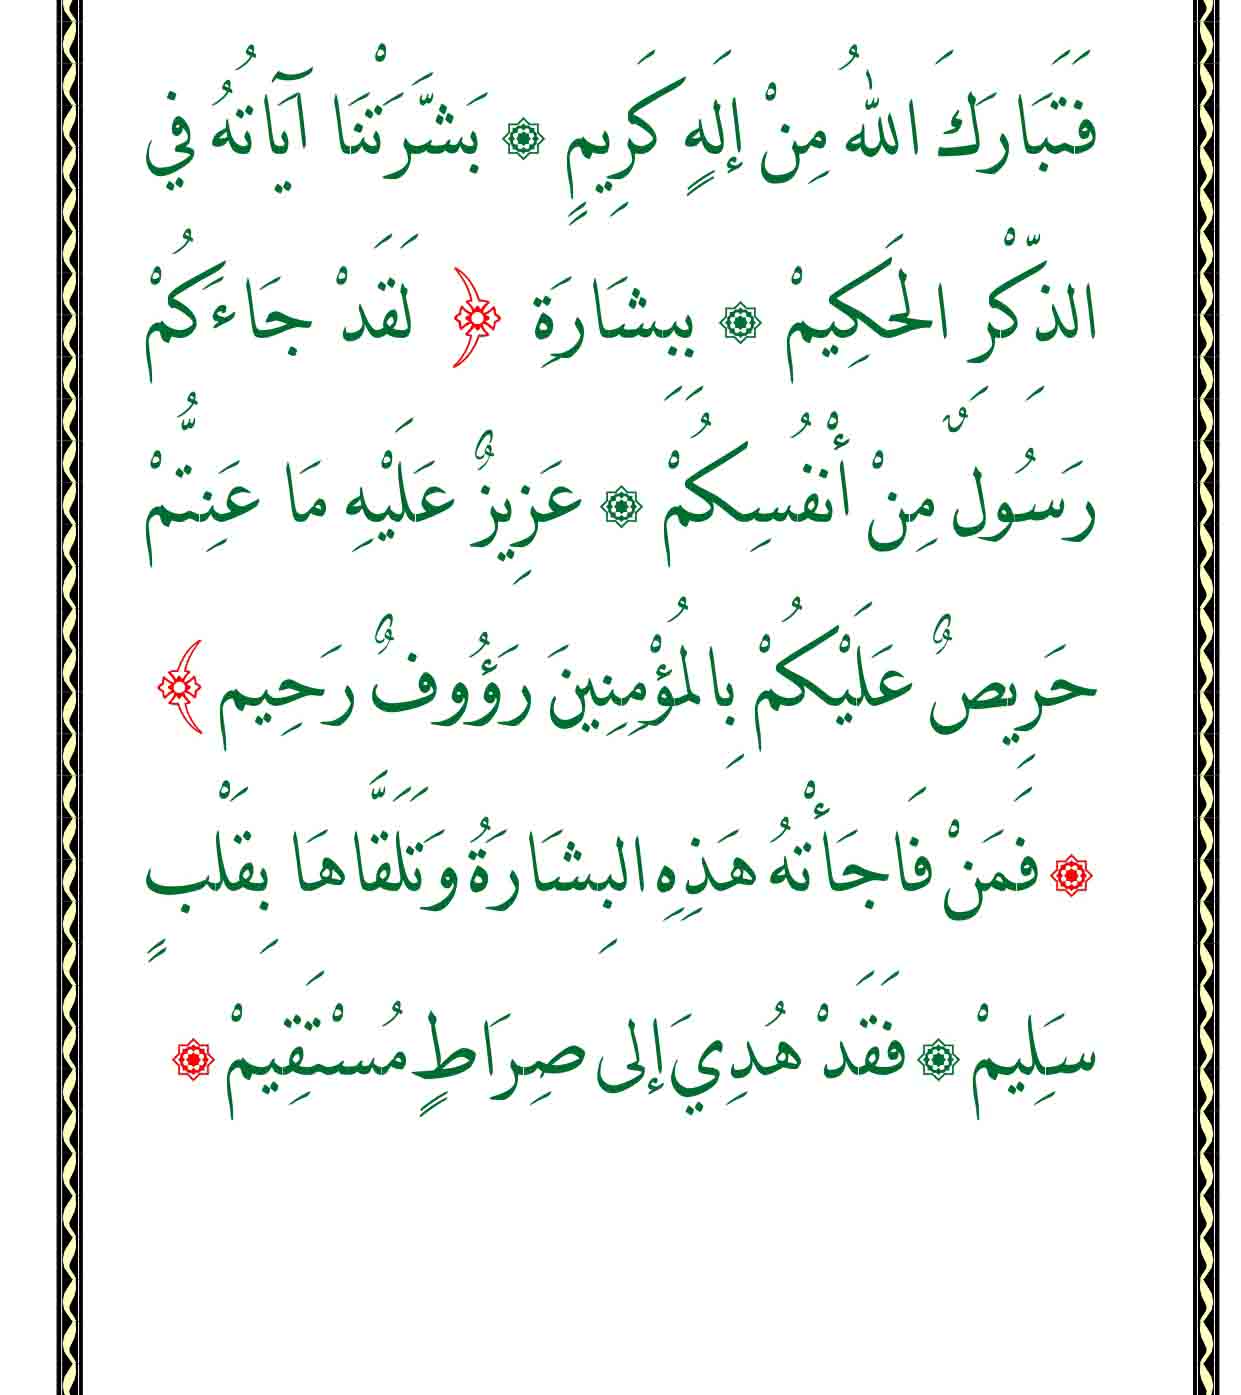 فَتَبَارَكَ اللهُ مِنْ إِلَهٍ كَرِيمٍ ۞ بَشَّرَتْنَا آيَاتُهُ فِي
الذِّكْرِ الحَكِيمْ ۞ بِبِشَارَةِ ﴿ لَقَدْ جَاءَكُمْ
رَسُولٌ مِنْ أَنْفُسِكُمْ ۞ عَزِيزٌ عَلَيْهِ مَا عَنِتُّمْ
حَرِيصٌ عَلَيْكُمْ بِالمُؤْمِنِينَ رَؤُوفٌ رَحِيم ﴾
۞ فَمَنْ فَاجَأَتْهُ هَذِهِ البِشَارَةُ وَتَلَقَّاهَا بِقَلْبٍ
سَلِيمْ ۞ فَقَدْ هُدِيَ إِلى صِرَاطٍ مُسْتَقِيمْ ۞